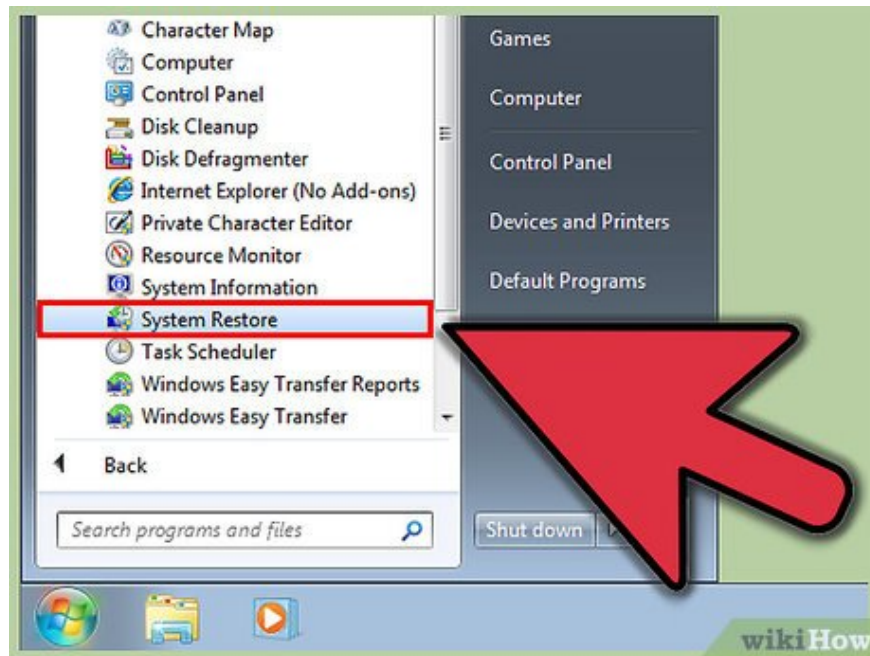 Character Map
Computer
Control Panel
Disk Cleanup
Disk Defragmenter
Internet Explorer (No Add-ons)
Private Character Editor
Resource Monitor
System Information
System Restore
Task Scheduler
Windows Easy Transfer Reports
Windows Easy Transfer
Back
Search programs and files
Games
Computer
Control Panel
Devices and Printers
Default Programs
Shut down
wikiHow